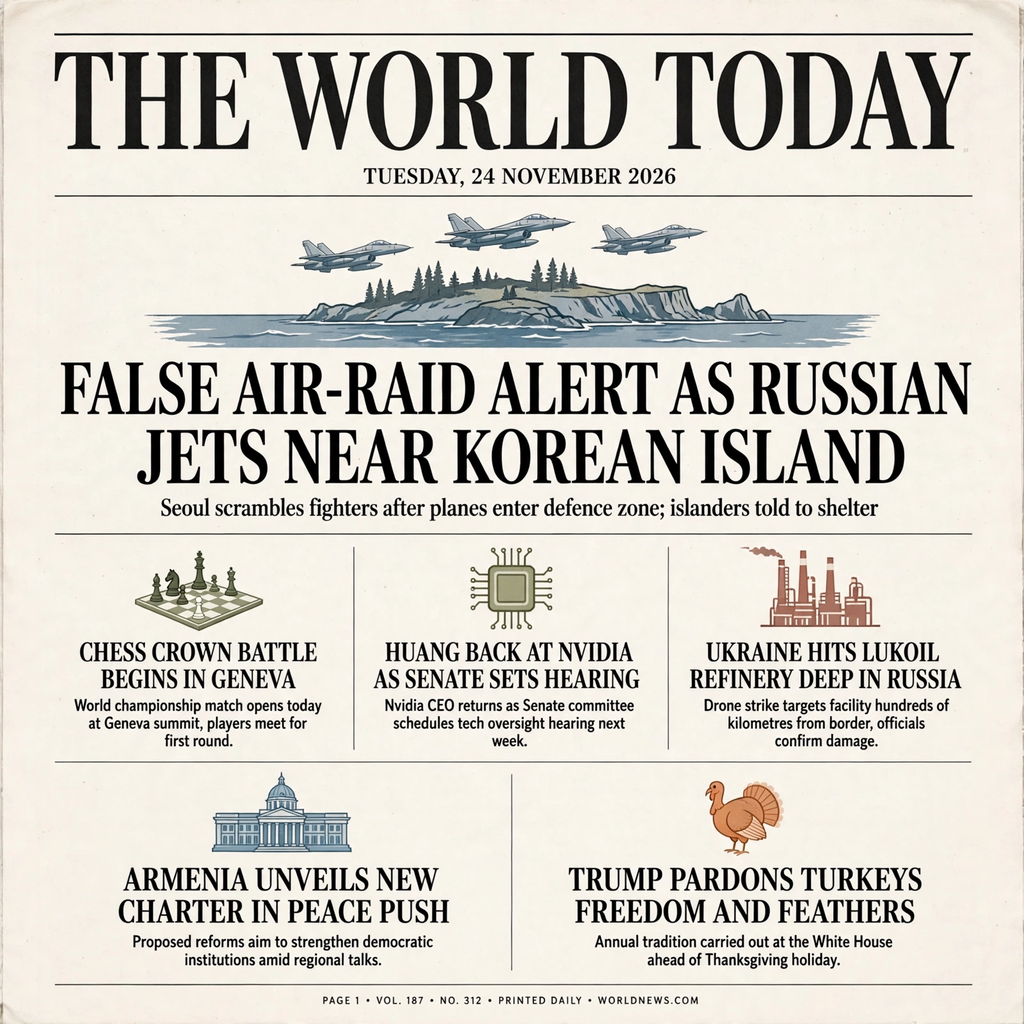 THE WORLD TODAY
TUESDAY, 24 NOVEMBER 2026
FALSE AIR-RAID ALERT AS RUSSIAN
JETS NEAR KOREAN ISLAND
Seoul scrambles fighters after planes enter defence zone; islanders told to shelter
CHESS CROWN BATTLE
BEGINS IN GENEVA
World championship match opens today
at Geneva summit, players meet for
first round.
HUANG BACK AT NVIDIA
AS SENATE SETS HEARING
Nvidia CEO returns as Senate committee
schedules tech oversight hearing next
week.
UKRAINE HITS LUKOIL
REFINERY DEEP IN RUSSIA
Drone strike targets facility hundreds of
kilometres from border, officials
confirm damage.
ARMENIA UNVEILS NEW
CHARTER IN PEACE PUSH
Proposed reforms aim to strengthen democratic
institutions amid regional talks.
TRUMP PARDONS TURKEYS
FREEDOM AND FEATHERS
Annual tradition carried out at the White House
ahead of Thanksgiving holiday.
PAGE 1 • VOL. 187 • NO. 312 • PRINTED DAILY • WORLDNEWS.COM